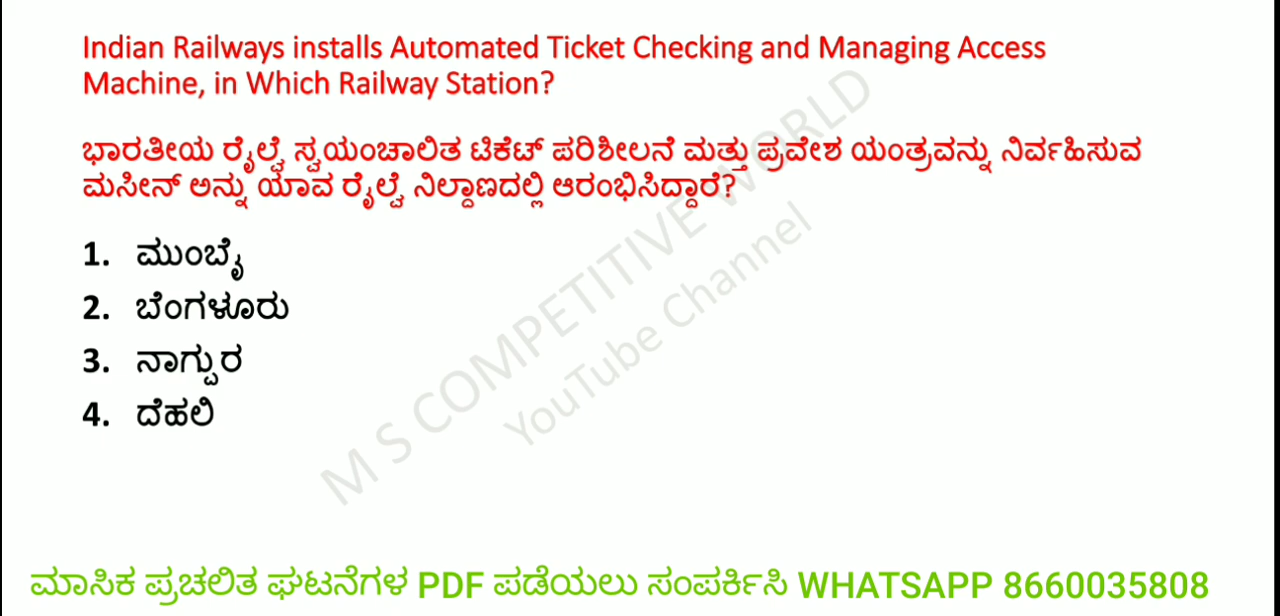 Indian Railways installs Automated Ticket Checking and Managing Access
Machine, in Which Railway Station?
ಭಾರತೀಯ ರೈಲ್ವೆ ಸ್ವಯಂಚಾಲಿತ ಟಿಕೆಟ್ ಪರಿಶೀಲನೆ ಮತ್ತು ಪ್ರವೇಶ ಯಂತ್ರವನ್ನು ನಿರ್ವಹಿಸುವ
ಮಸೀನ್ ಅನ್ನು ಯಾವ ರೈಲ್ವೆ ನಿಲ್ದಾಣದಲ್ಲಿ ಆರಂಭಿಸಿದ್ದಾರೆ?
1. ಮುಂಬೈ
2. ಬೆಂಗಳೂರು
3. ನಾಗ್ಪುರ
4. ದೆಹಲಿ
M S COMPETITIVE WORLD
YouTube Channel
ಮಾಸಿಕ ಪ್ರಚಲಿತ ಘಟನೆಗಳ PDF ಪಡೆಯಲು ಸಂಪರ್ಕಿಸಿ WHATSAPP 8660035808